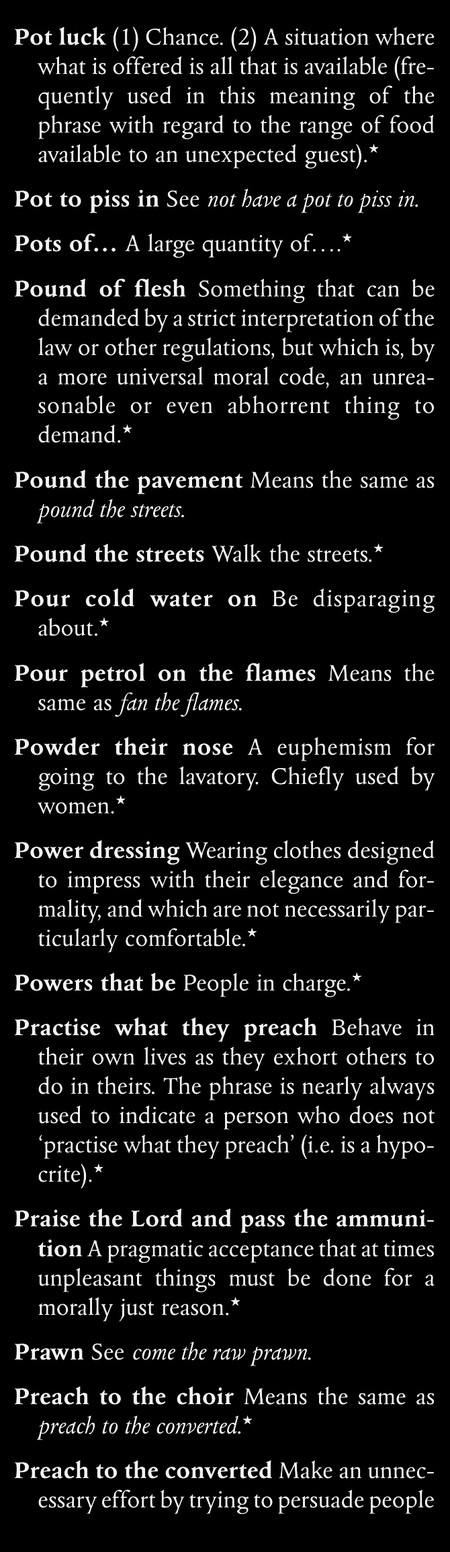 Pot luck (1) Chance. (2) A situation where
what is offered is all that is available (fre-
quently used in this meaning of the
phrase with regard to the range of food
available to an unexpected guest).★
Pot to piss in See not have a pot to piss in.
Pots of… A large quantity of….★
Pound of flesh Something that can be
demanded by a strict interpretation of the
law or other regulations, but which is, by
a more universal moral code, an unrea-
sonable or even abhorrent thing to
demand.★
Pound the pavement Means the same as
pound the streets.
Pound the streets Walk the streets.★
Pour cold water on Be disparaging
about.★
Pour petrol on the flames Means the
same as fan the flames.
Powder their nose A euphemism for
going to the lavatory. Chiefly used by
women.★
Power dressing Wearing clothes designed
to impress with their elegance and for-
mality, and which are not necessarily par-
ticularly comfortable.★
Powers that be People in charge.★
Practise what they preach Behave in
their own lives as they exhort others to
do in theirs. The phrase is nearly always
used to indicate a person who does not
‘practise what they preach’ (i.e. is a hypo-
crite).★
Praise the Lord and pass the ammuni-
tion A pragmatic acceptance that at times
unpleasant things must be done for a
morally just reason.★
Prawn See come the raw prawn.
Preach to the choir Means the same as
preach to the converted.★
Preach to the converted Make an unnec-
essary effort by trying to persuade people